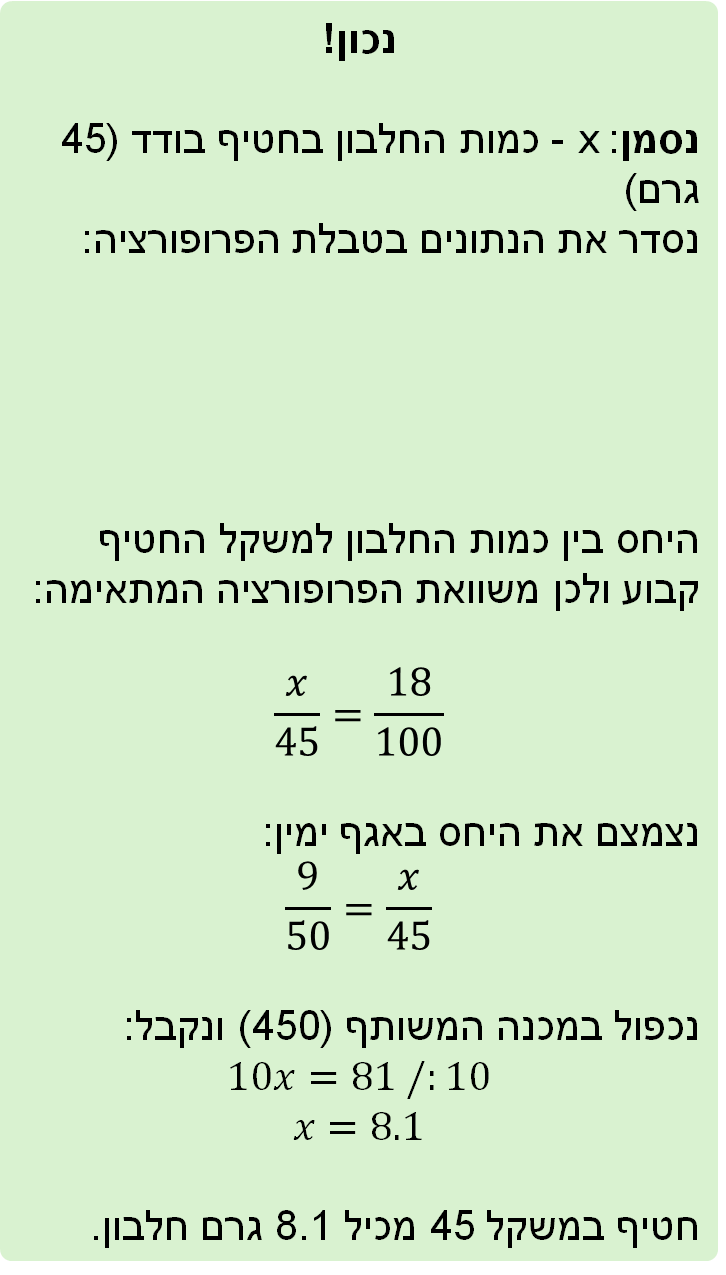 נכון!
נסמן: x - כמות החלבון בחטיף בודד (45
גרם)
נסדר את הנתונים בטבלת הפרופורציה:
היחס בין כמות החלבון למשקל החטיף
קבוע ולכן משוואת הפרופורציה המתאימה:
x/45 = 18/100
נצמצם את היחס באגף ימין:
9/50 = x/45
נכפול במכנה המשותף (450) ונקבל:
10x = 81 /: 10
x = 8.1
חטיף במשקל 45 מכיל 8.1 גרם חלבון.